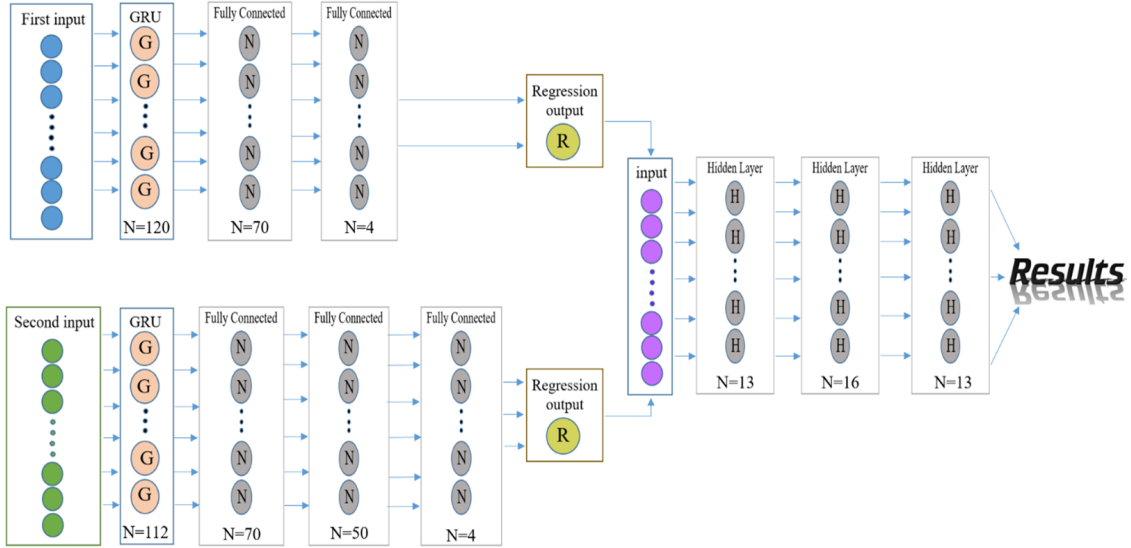 First input
GRU
G
G
G
G
N=120
Fully Connected
N
N
N
N
N=70
Fully Connected
N
N
N
N
N=4
Regression
output
R
Second input
GRU
G
G
G
G
N=112
Fully Connected
N
N
N
N
N=70
Fully Connected
N
N
N
N
N=50
Fully Connected
N
N
N
N
N=4
Regression
output
R
input
Hidden Layer
H
H
H
H
N=13
Hidden Layer
H
H
H
H
N=16
Hidden Layer
H
H
H
H
N=13
Results